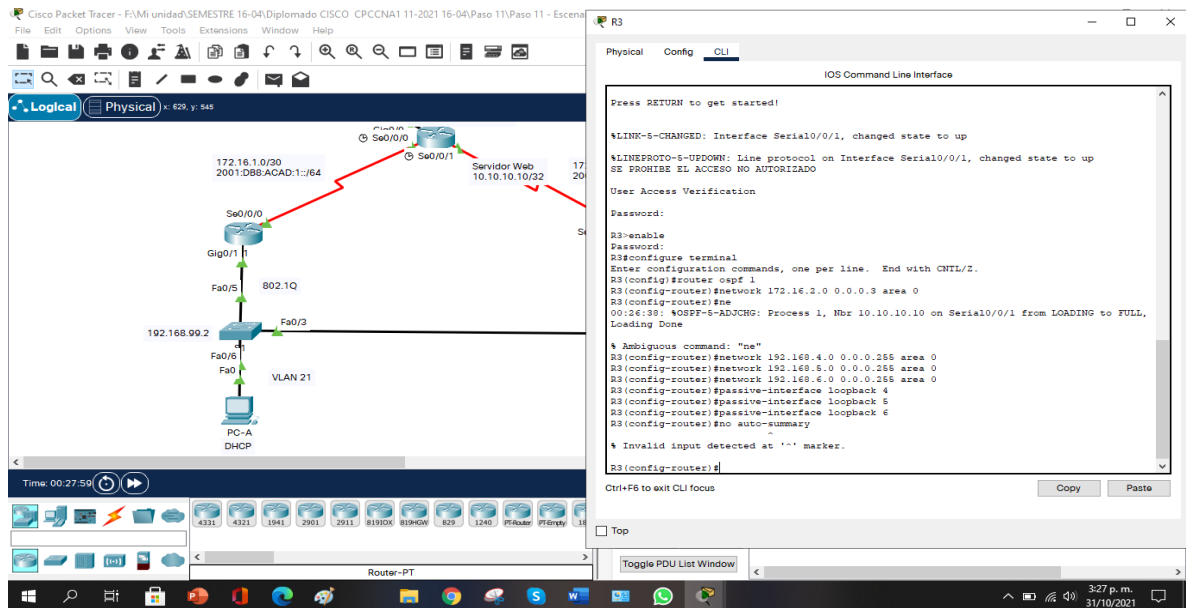 Cisco Packet Tracer - F:\Mi unidad\SEMESTRE 16-04\Diplomado CISCO CPCCNA1 11-2021 16-04\Paso 11\Paso 11 - Escena
File Edit Options View Tools Extensions Window Help
Logical
Physical
x: 629, y: 545
Se0/0/0
Se0/0/1
172.16.1.0/30
2001:DB8:ACAD:1::/64
Servidor Web
10.10.10.10/32
17
20
Se0/0/0
Gig0/1
Fa0/5
802.1Q
Fa0/3
192.168.99.2
Fa0/6
Fa0
VLAN 21
PC-A
DHCP
Time: 00:27:59
4331
4321
1941
2901
2911
819IOX
819HGW
829
1240
PT-Router
PT-Empty
18
Router-PT
R3
Physical Config CLI
IOS Command Line Interface
Press RETURN to get started!
%LINK-5-CHANGED: Interface Serial0/0/1, changed state to up
%LINEPROTO-5-UPDOWN: Line protocol on Interface Serial0/0/1, changed state to up
SE PROHIBE EL ACCESO NO AUTORIZADO
User Access Verification
Password:
R3>enable
Password:
R3#configure terminal
Enter configuration commands, one per line. End with CNTL/Z.
R3(config)#router ospf 1
R3(config-router)#network 172.16.2.0 0.0.0.3 area 0
R3(config-router)#ne
00:26:38: %OSPF-5-ADJCHG: Process 1, Nbr 10.10.10.10 on Serial0/0/1 from LOADING to FULL,
Loading Done
% Ambiguous command: "ne"
R3(config-router)#network 192.168.4.0 0.0.0.255 area 0
R3(config-router)#network 192.168.5.0 0.0.0.255 area 0
R3(config-router)#network 192.168.6.0 0.0.0.255 area 0
R3(config-router)#passive-interface loopback 4
R3(config-router)#passive-interface loopback 5
R3(config-router)#passive-interface loopback 6
R3(config-router)#no auto-summary
^
% Invalid input detected at '^' marker.
R3(config-router)#
Ctrl+F6 to exit CLI focus
Copy
Paste
Top
Toggle PDU List Window
3:27 p. m.
31/10/2021